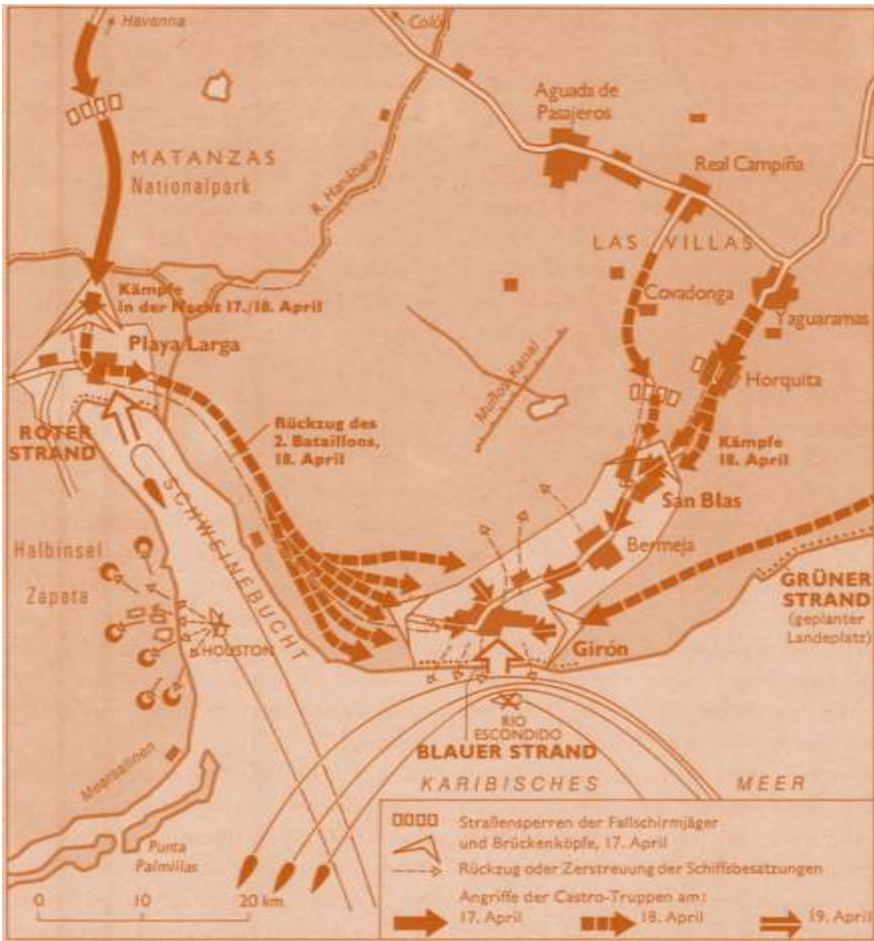 Havanna
Colón
MATANZAS
Nationalpark
R. Hanábana
Aguada de
Pasajeros
Real Campiña
LAS VILLAS
Covadonga
Yaguaramas
Horquita
Kämpfe
in der Nacht 17./18. April
Playa Larga
Muñoz Kanal
Rückzug des
2. Bataillons,
18. April
ROTER
STRAND
Kämpfe
18. April
San Blas
Bermeja
SCHWEINEBUCHT
Halbinsel
Zapata
HOUSTON
GRÜNER
STRAND
(geplanter
Landeplatz)
Girón
RIO
ESCONDIDO
BLAUER STRAND
Meersalinen
KARIBISCHES MEER
Punta
Palmillas
0 10 20 km
Straßensperren der Fallschirmjäger
und Brückenköpfe, 17. April
Rückzug oder Zerstreuung der Schiffsbesatzungen
Angriffe der Castro-Truppen am:
17. April 18. April 19. April